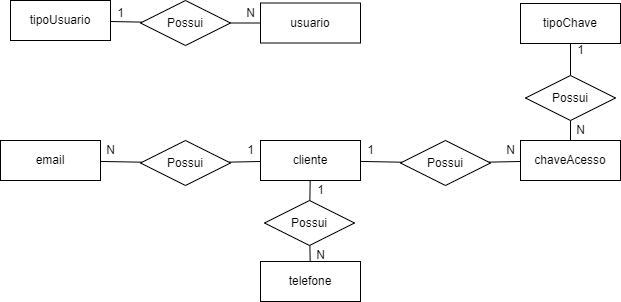 tipoUsuario 1 Possui N usuario
tipoChave
1
Possui
N
email N Possui 1 cliente 1 Possui N chaveAcesso
1
Possui
N
telefone